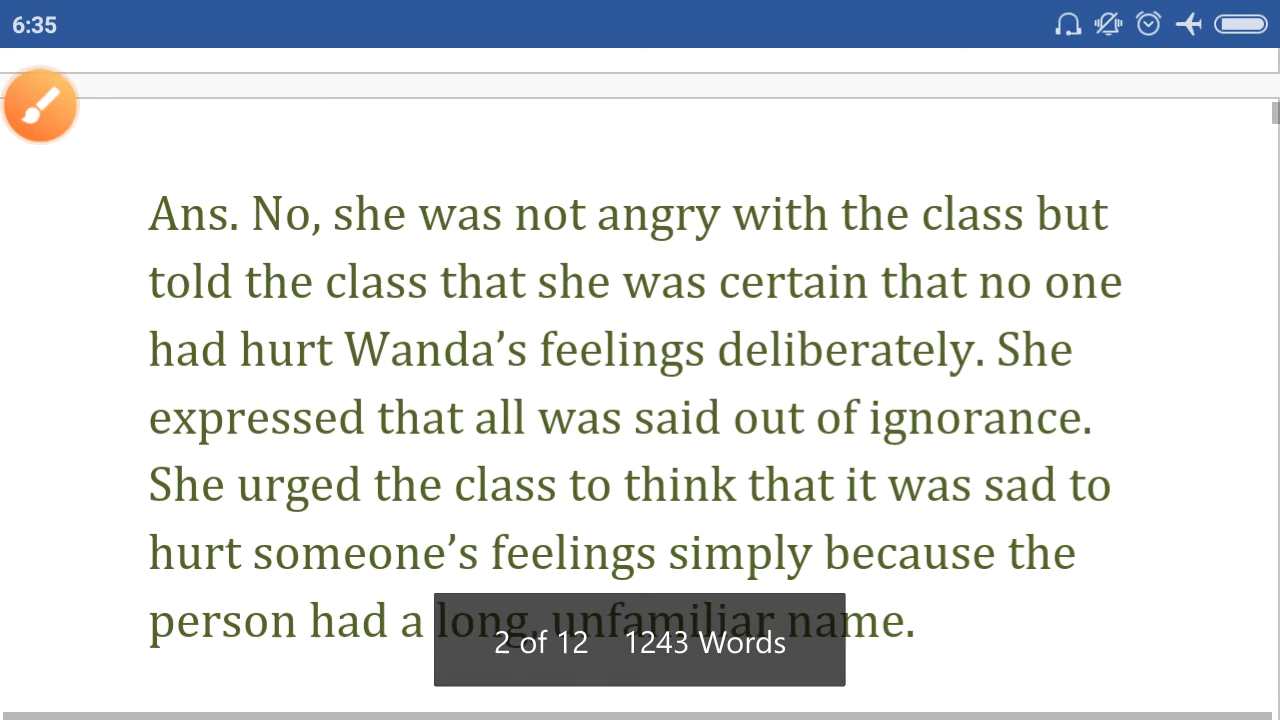 6:35
Ans. No, she was not angry with the class but
told the class that she was certain that no one
had hurt Wanda’s feelings deliberately. She
expressed that all was said out of ignorance.
She urged the class to think that it was sad to
hurt someone’s feelings simply because the
person had a long, unfamiliar name.
2 of 12 1243 Words